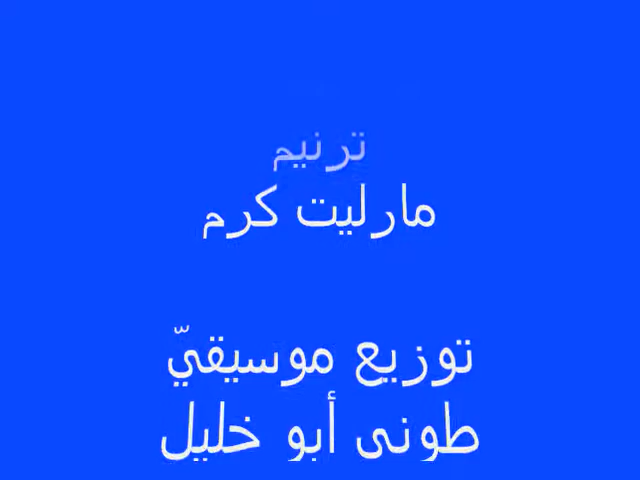 ترنيم
مارليت كرم
توزيع موسيقيّ
طونى أبو خليل